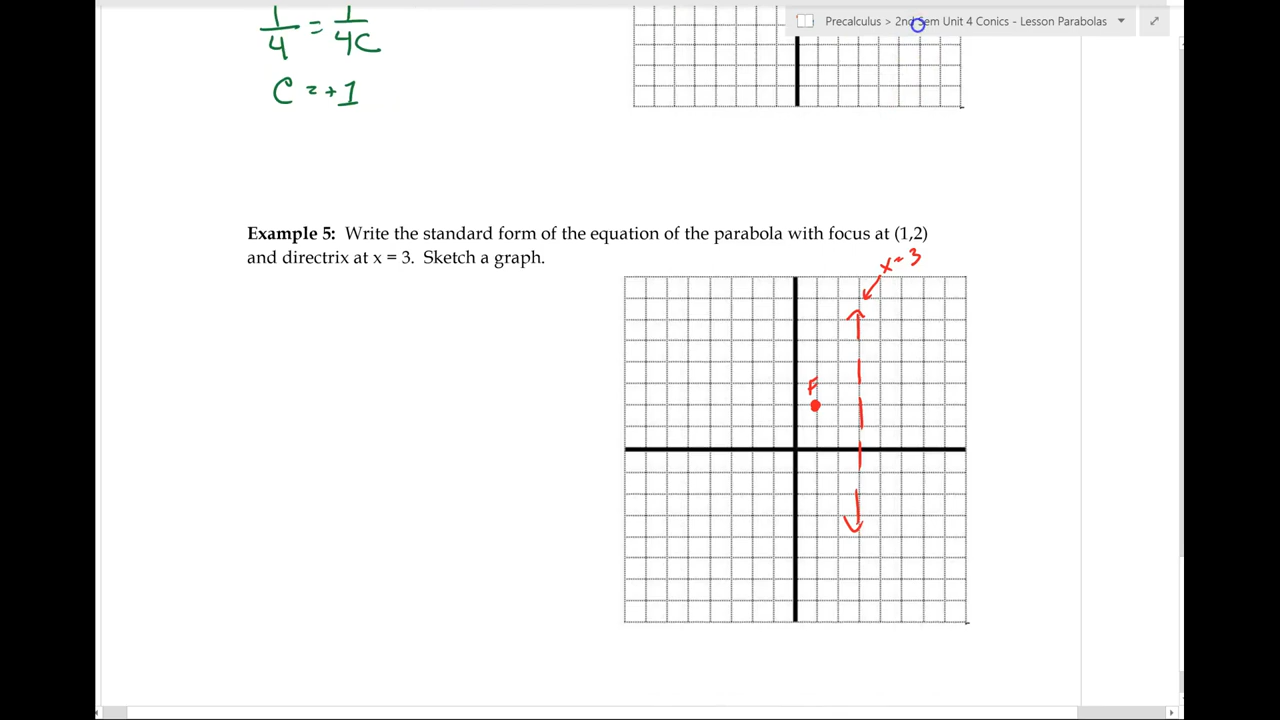 Precalculus > 2nd Sem Unit 4 Conics - Lesson Parabolas
1/4 = 1/4C
C = +1
Example 5: Write the standard form of the equation of the parabola with focus at (1,2)
and directrix at x = 3. Sketch a graph.
x = 3
F